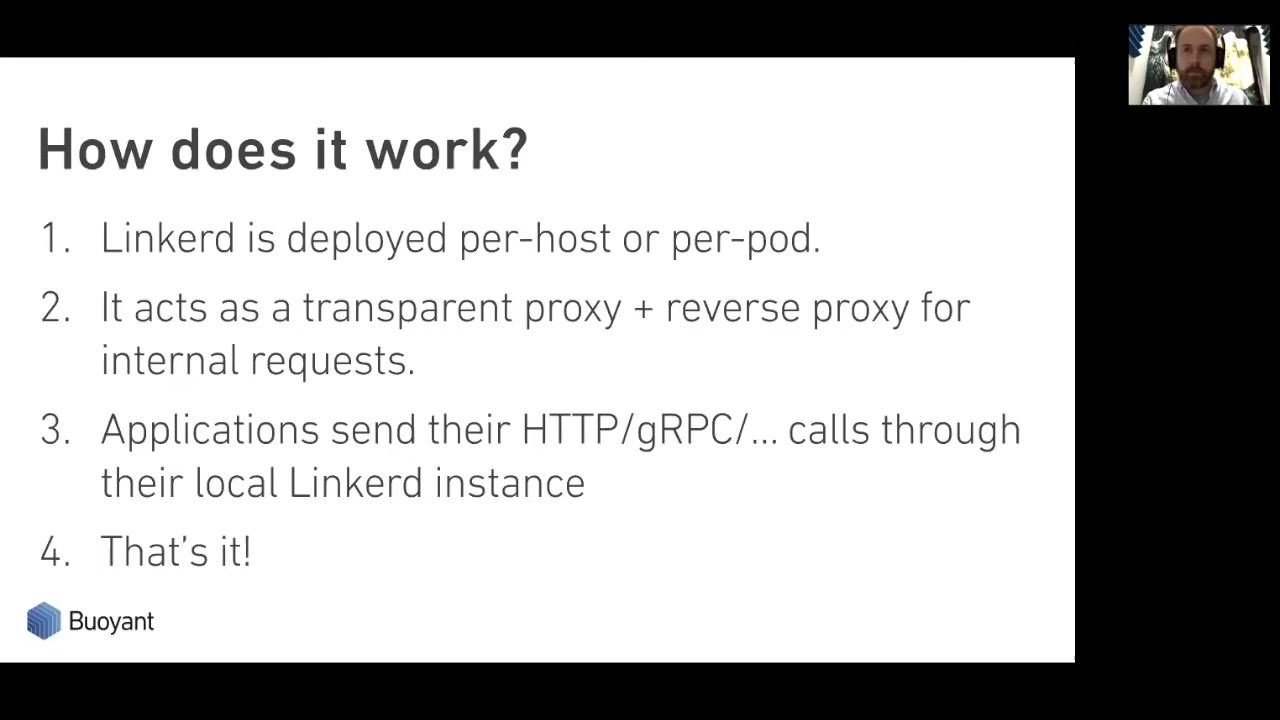 How does it work?
1. Linkerd is deployed per-host or per-pod.
2. It acts as a transparent proxy + reverse proxy for
internal requests.
3. Applications send their HTTP/gRPC/... calls through
their local Linkerd instance
4. That's it!
Buoyant